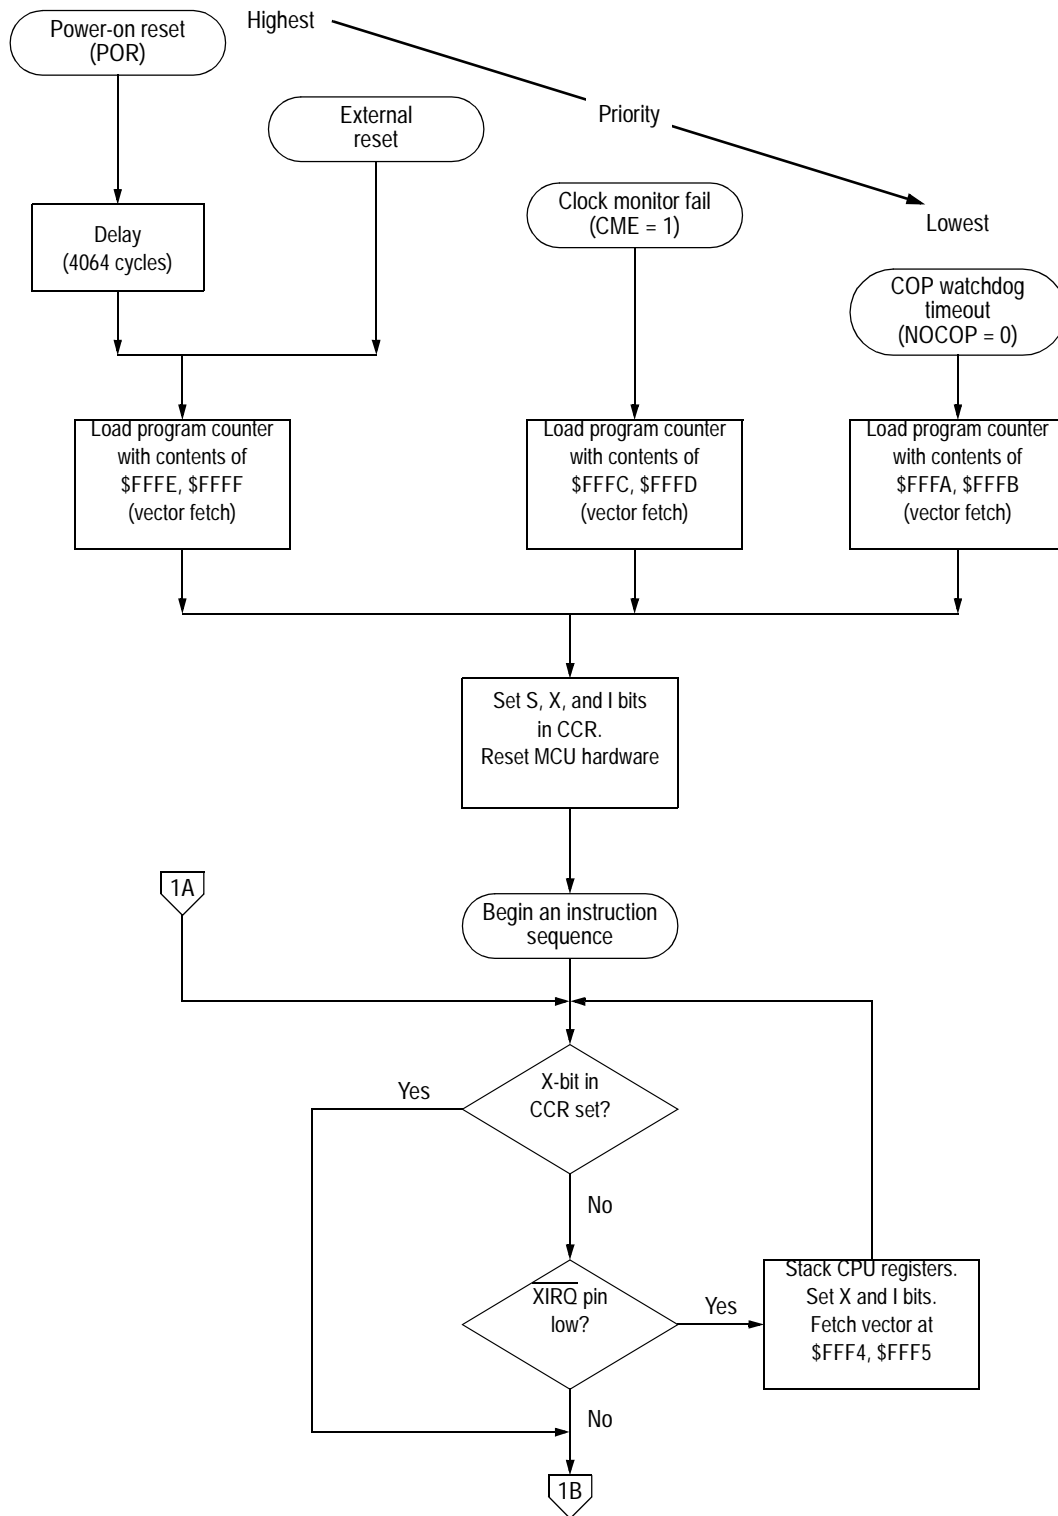 Power-on reset
(POR)
Highest
External
reset
Priority
Clock monitor fail
(CME = 1)
Lowest
Delay
(4064 cycles)
COP watchdog
timeout
(NOCOP = 0)
Load program counter
with contents of
$FFFE, $FFFF
(vector fetch)
Load program counter
with contents of
$FFFC, $FFFD
(vector fetch)
Load program counter
with contents of
$FFFA, $FFFB
(vector fetch)
Set S, X, and I bits
in CCR.
Reset MCU hardware
1A
Begin an instruction
sequence
X-bit in
CCR set?
Yes
No
XIRQ pin
low?
Yes
Stack CPU registers.
Set X and I bits.
Fetch vector at
$FFF4, $FFF5
No
1B